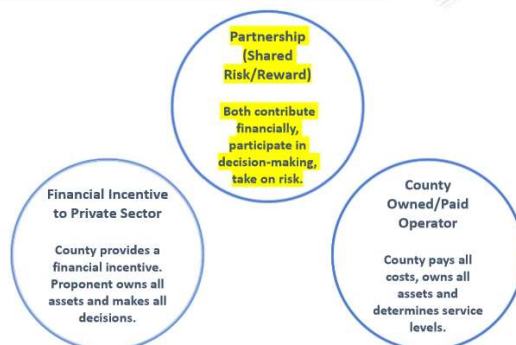 Partnership
(Shared
Risk/Reward)
Both contribute
financially,
participate in
decision-making,
take on risk.
Financial Incentive
to Private Sector
County provides a
financial incentive.
Proponent owns all
assets and makes all
decisions.
County
Owned/Paid
Operator
County pays all
costs, owns all
assets and
determines service
levels.